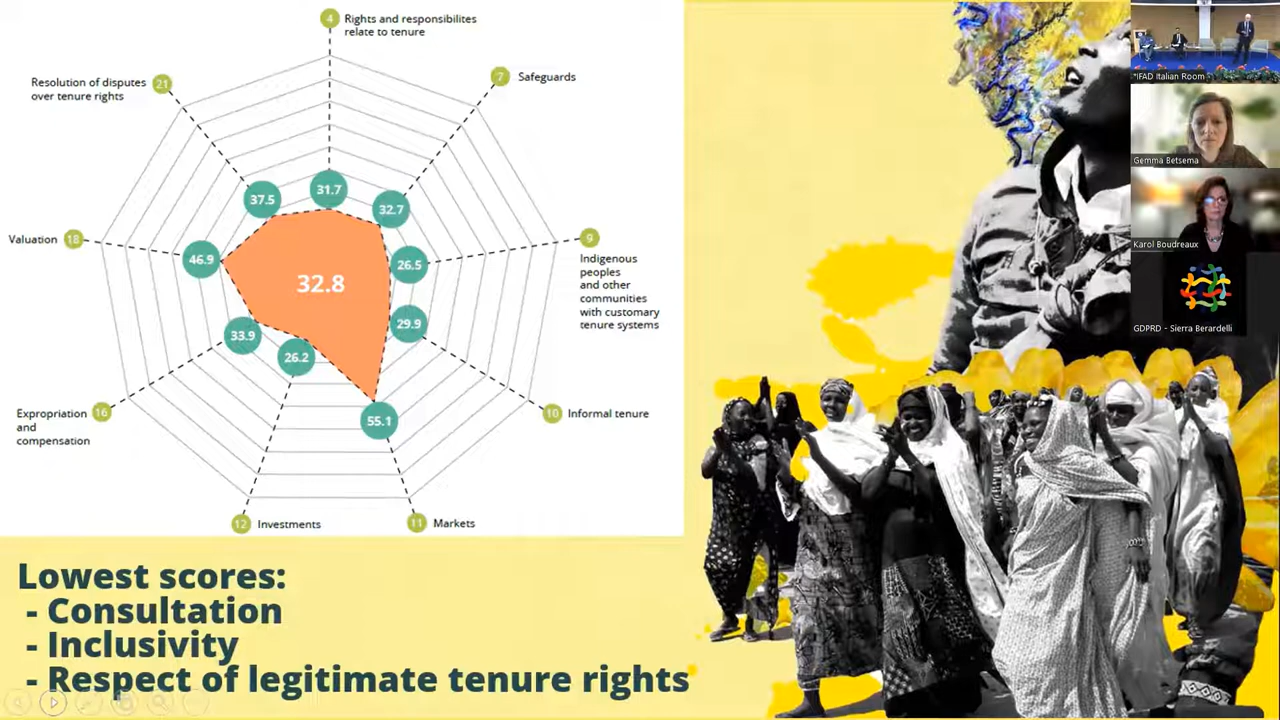 4
Rights and responsibilites
relate to tenure
7
Safeguards
Resolution of disputes
over tenure rights
21
37.5
31.7
32.7
Valuation
18
46.9
32.8
26.5
9
Indigenous
peoples
and other
communities
with customary
tenure systems
33.9
26.2
29.9
55.1
Expropriation
and
compensation
16
10
Informal tenure
12
Investments
11
Markets
Lowest scores:
- Consultation
- Inclusivity
- Respect of legitimate tenure rights
*IFAD Italian Room
Gemma Betsema
Karol Boudreaux
GDPRD - Sierra Berardelli